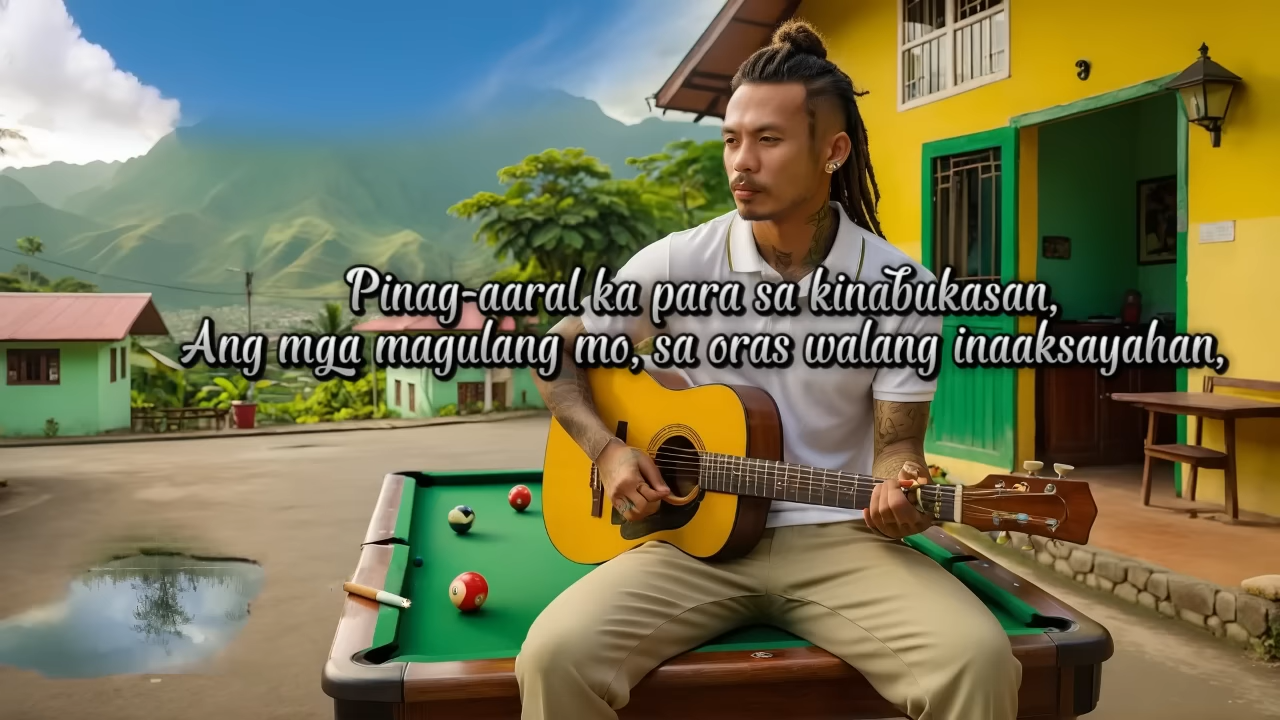 Pinag-aaral ka para sa kinabukasan,
Ang mga magulang mo, sa oras walang inaaksayahan,